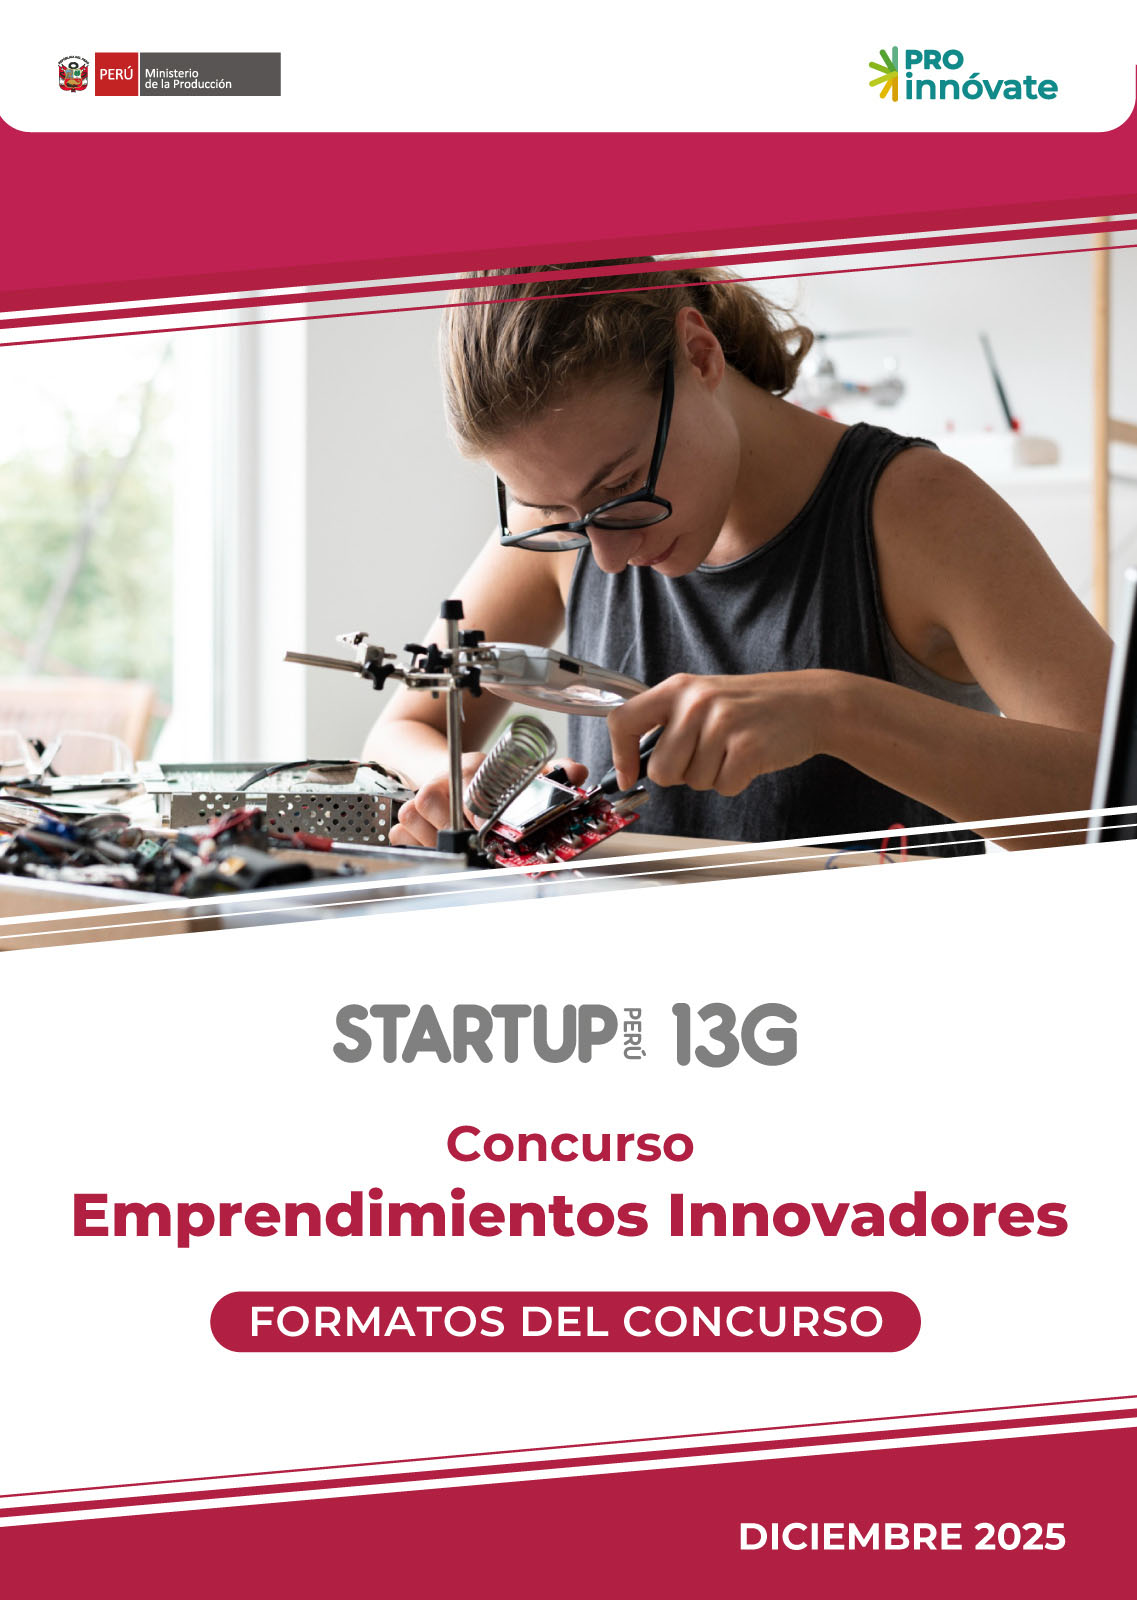 PERÚ
Ministerio
de la Producción
PRO
innóvate
STARTUP PERÚ 13G
Concurso
Emprendimientos Innovadores
FORMATOS DEL CONCURSO
DICIEMBRE 2025